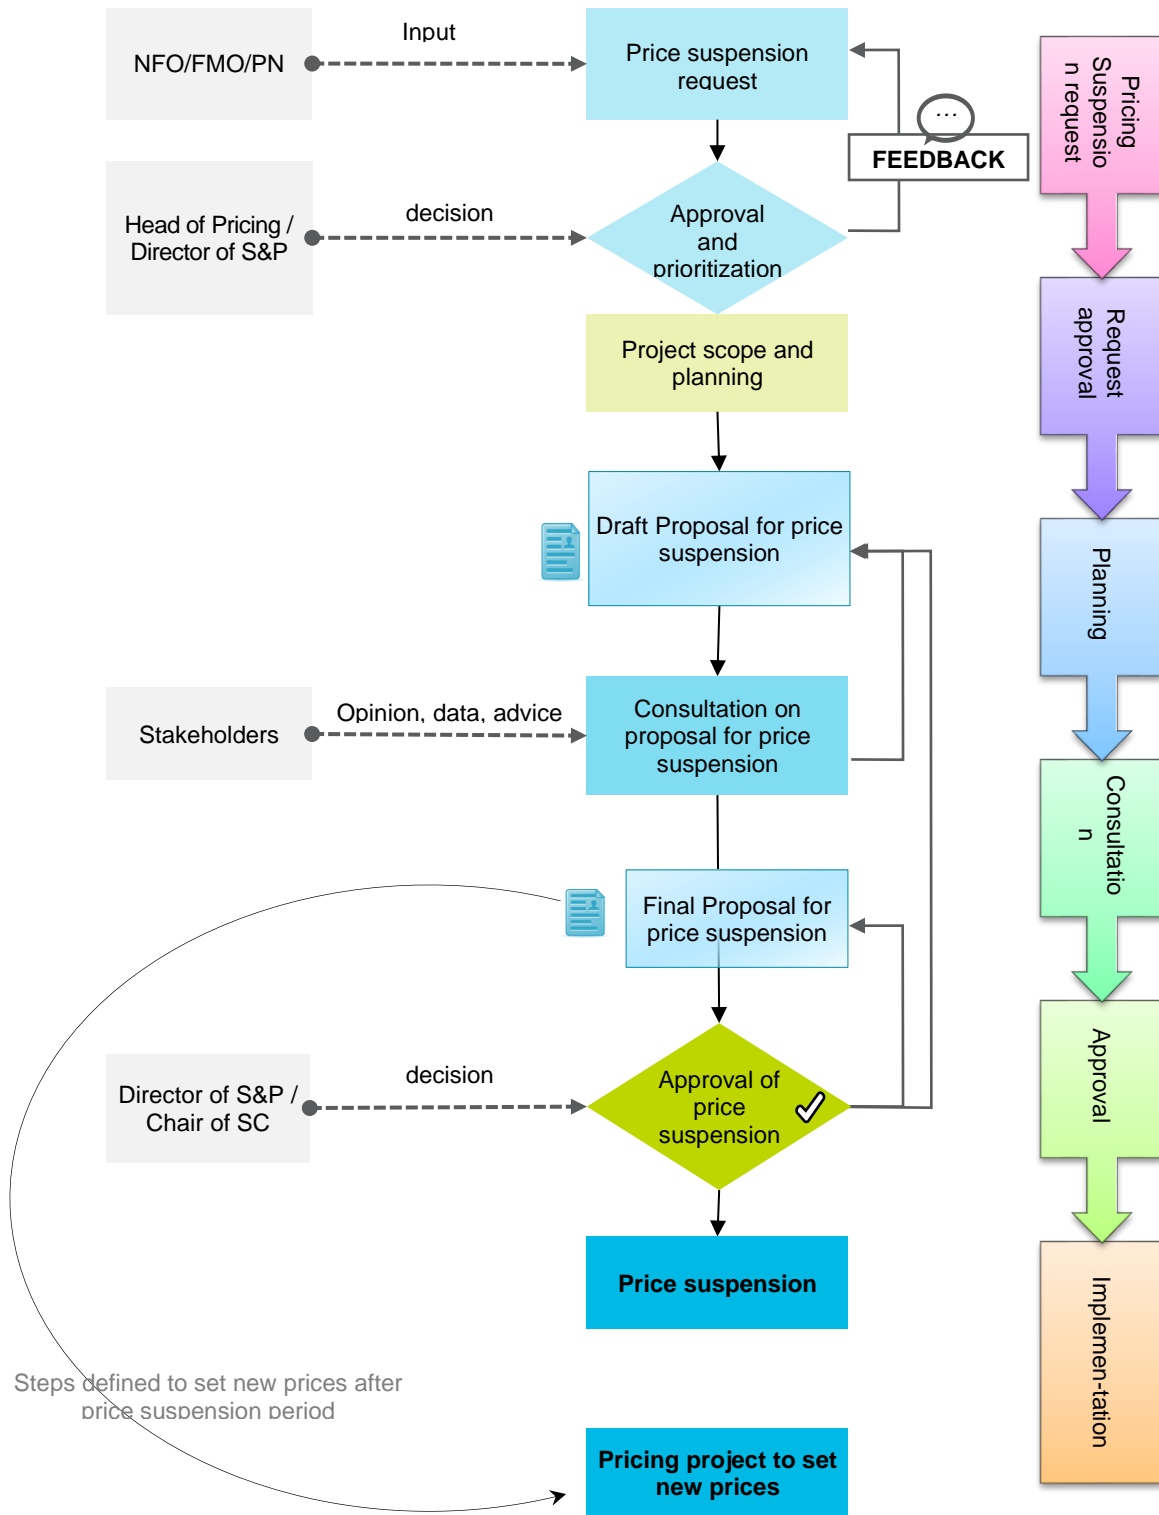 Input
NFO/FMO/PN
Price suspension
request
...
FEEDBACK
Head of Pricing /
Director of S&P
decision
Approval
and
prioritization
Project scope and
planning
Draft Proposal for price
suspension
Stakeholders
Opinion, data, advice
Consultation on
proposal for price
suspension
Final Proposal for
price suspension
Director of S&P /
Chair of SC
decision
Approval of
price
suspension
Price suspension
Steps defined to set new prices after
price suspension period
Pricing project to set
new prices
Pricing
Suspensio
n request
Request
approval
Planning
Consultatio
n
Approval
Implemen-tation